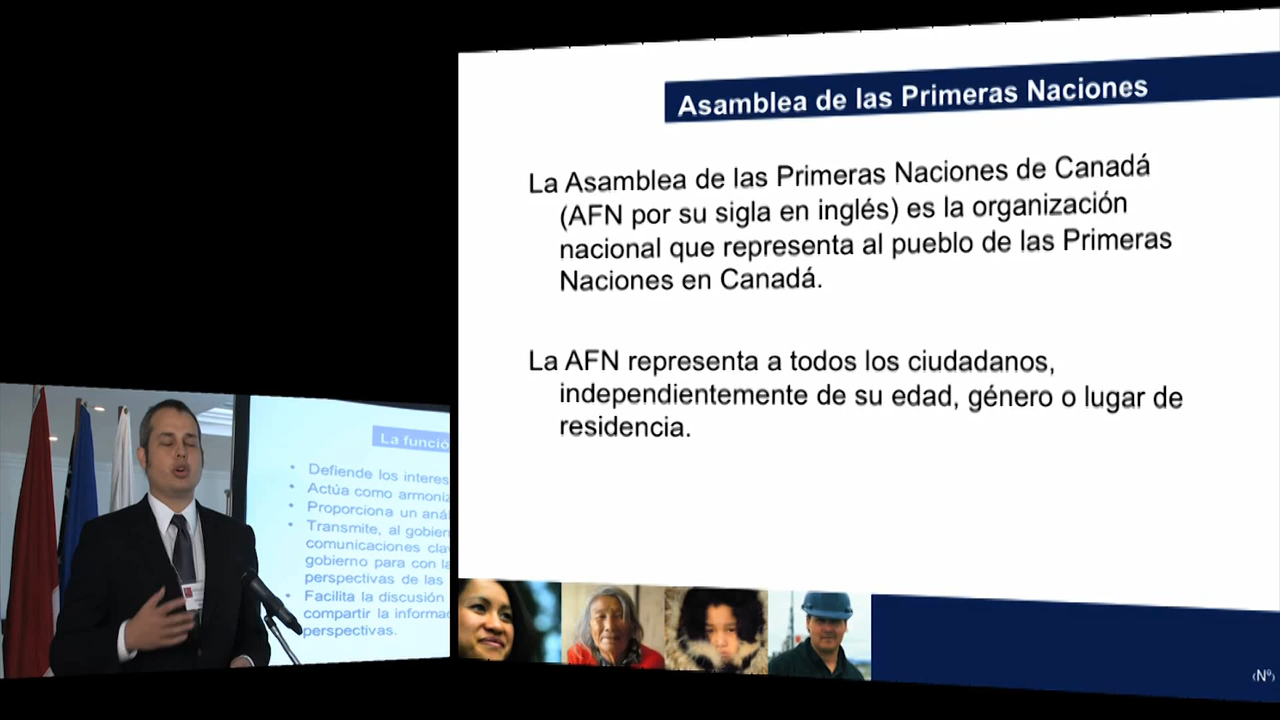 Asamblea de las Primeras Naciones
La Asamblea de las Primeras Naciones de Canadá
(AFN por su sigla en inglés) es la organización
nacional que representa al pueblo de las Primeras
Naciones en Canadá.
La AFN representa a todos los ciudadanos,
independientemente de su edad, género o lugar de
residencia.
‹Nº›
La funció
• Defiende los interes
• Actúa como armoniz
• Proporciona un aná
• Transmite, al gobier
comunicaciones cla
gobierno para con l
perspectivas de las
• Facilita la discusión
compartir la informa
perspectivas.